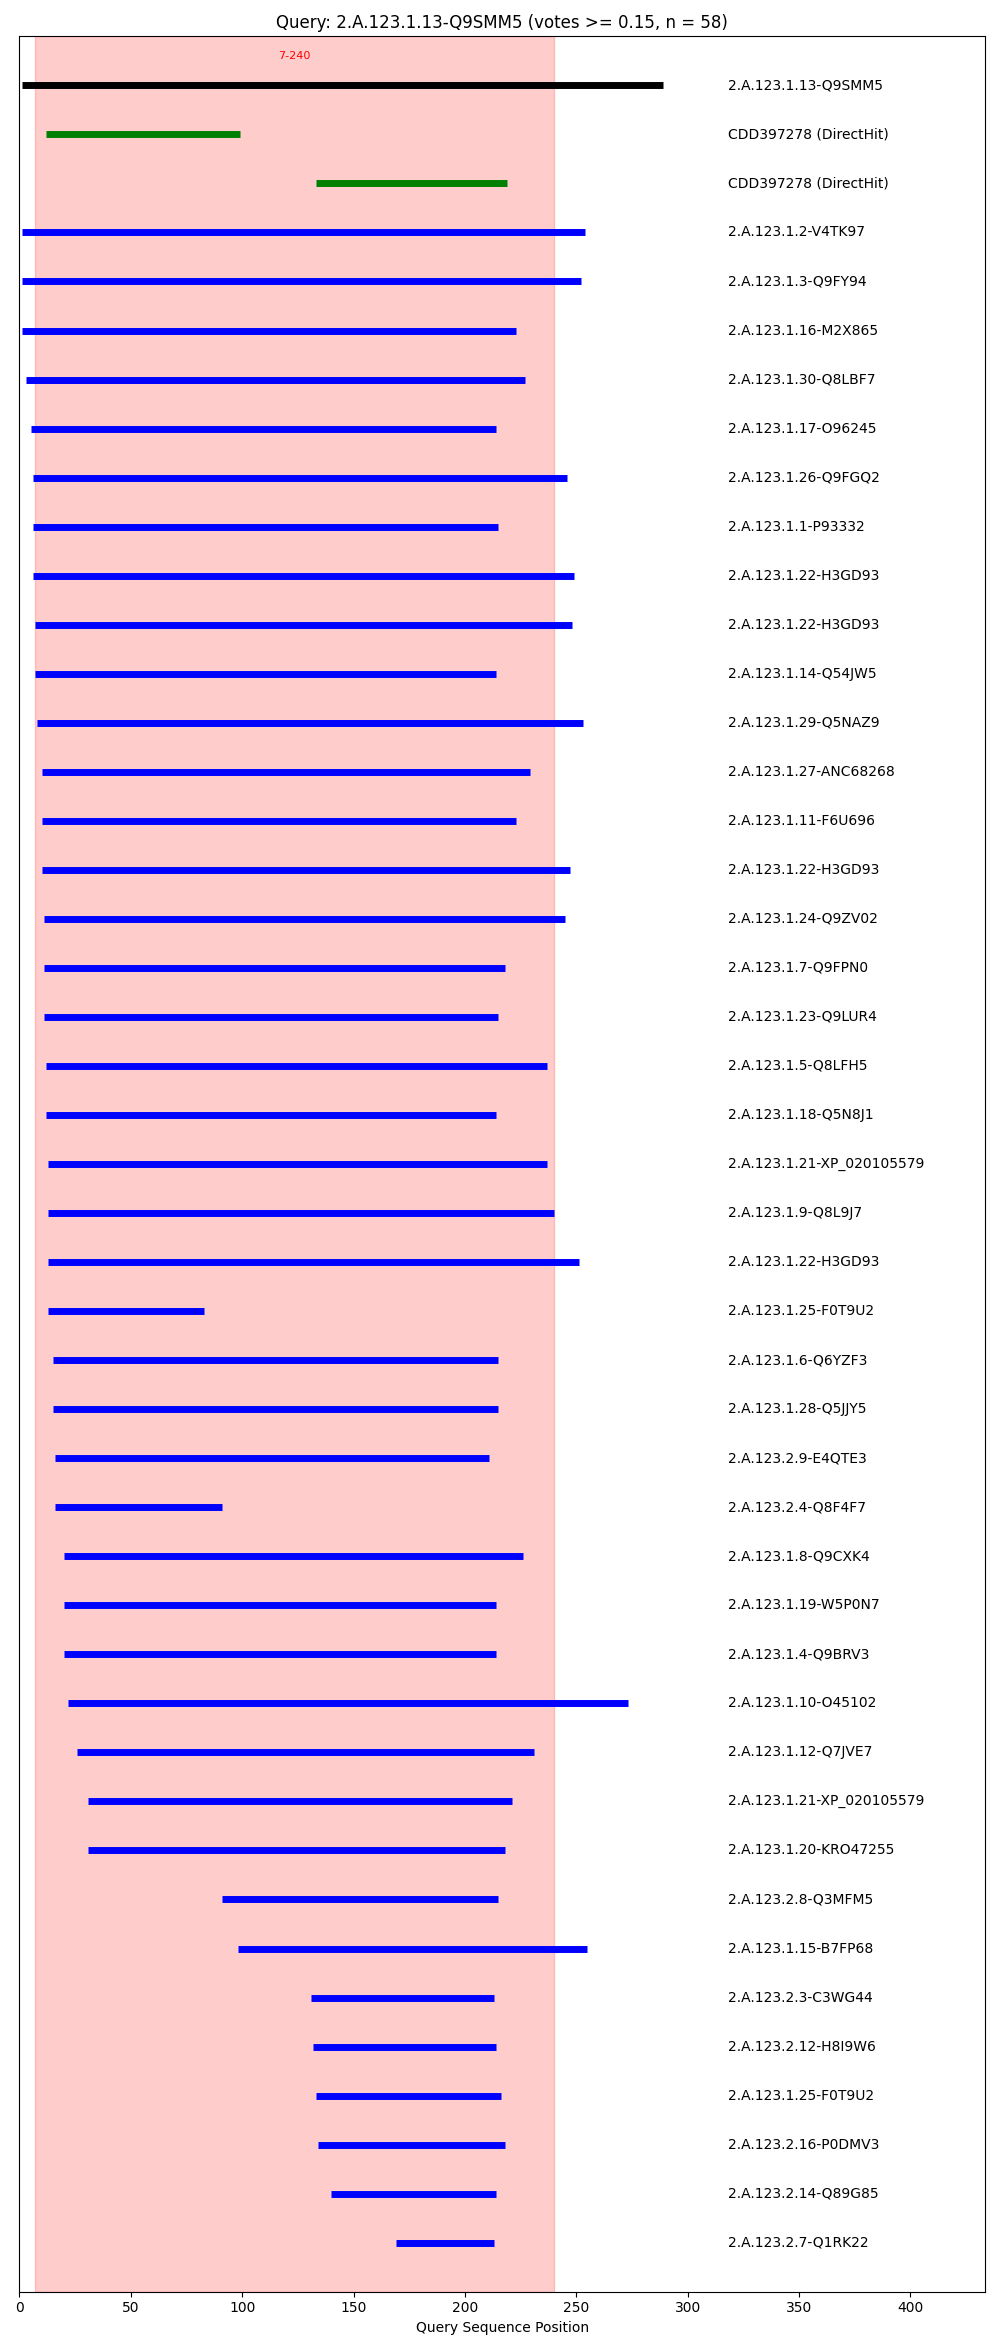 Query: 2.A.123.1.13-Q9SMM5 (votes >= 0.15, n = 58)
7-240
2.A.123.1.13-Q9SMM5
CDD397278 (DirectHit)
CDD397278 (DirectHit)
2.A.123.1.2-V4TK97
2.A.123.1.3-Q9FY94
2.A.123.1.16-M2X865
2.A.123.1.30-Q8LBF7
2.A.123.1.17-O96245
2.A.123.1.26-Q9FGQ2
2.A.123.1.1-P93332
2.A.123.1.22-H3GD93
2.A.123.1.22-H3GD93
2.A.123.1.14-Q54JW5
2.A.123.1.29-Q5NAZ9
2.A.123.1.27-ANC68268
2.A.123.1.11-F6U696
2.A.123.1.22-H3GD93
2.A.123.1.24-Q9ZV02
2.A.123.1.7-Q9FPN0
2.A.123.1.23-Q9LUR4
2.A.123.1.5-Q8LFH5
2.A.123.1.18-Q5N8J1
2.A.123.1.21-XP_020105579
2.A.123.1.9-Q8L9J7
2.A.123.1.22-H3GD93
2.A.123.1.25-F0T9U2
2.A.123.1.6-Q6YZF3
2.A.123.1.28-Q5JJY5
2.A.123.2.9-E4QTE3
2.A.123.2.4-Q8F4F7
2.A.123.1.8-Q9CXK4
2.A.123.1.19-W5P0N7
2.A.123.1.4-Q9BRV3
2.A.123.1.10-O45102
2.A.123.1.12-Q7JVE7
2.A.123.1.21-XP_020105579
2.A.123.1.20-KRO47255
2.A.123.2.8-Q3MFM5
2.A.123.1.15-B7FP68
2.A.123.2.3-C3WG44
2.A.123.2.12-H8I9W6
2.A.123.1.25-F0T9U2
2.A.123.2.16-P0DMV3
2.A.123.2.14-Q89G85
2.A.123.2.7-Q1RK22
0 50 100 150 200 250 300 350 400
Query Sequence Position